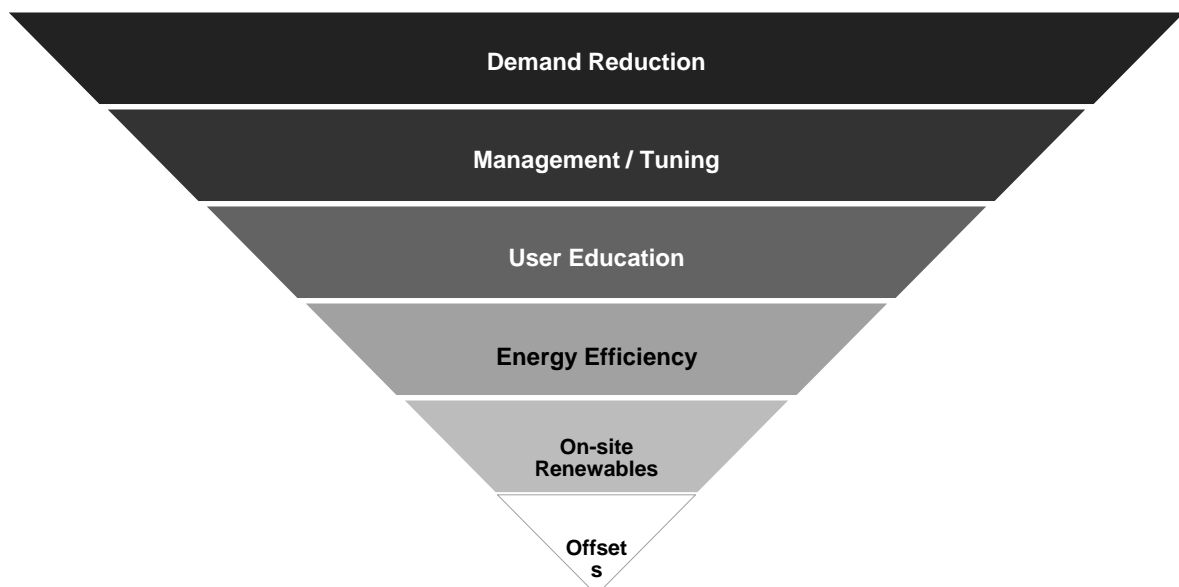 Demand Reduction
Management / Tuning
User Education
Energy Efficiency
On-site
Renewables
Offset
s